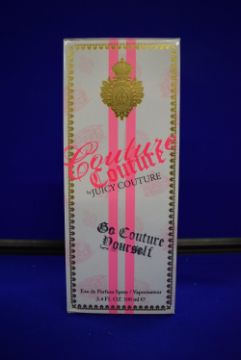 Couture
Couture
by JUICY COUTURE
Go Couture
Yourself
Eau de Parfum Spray / Vaporisateur
3.4 FL OZ 100 ml ℮